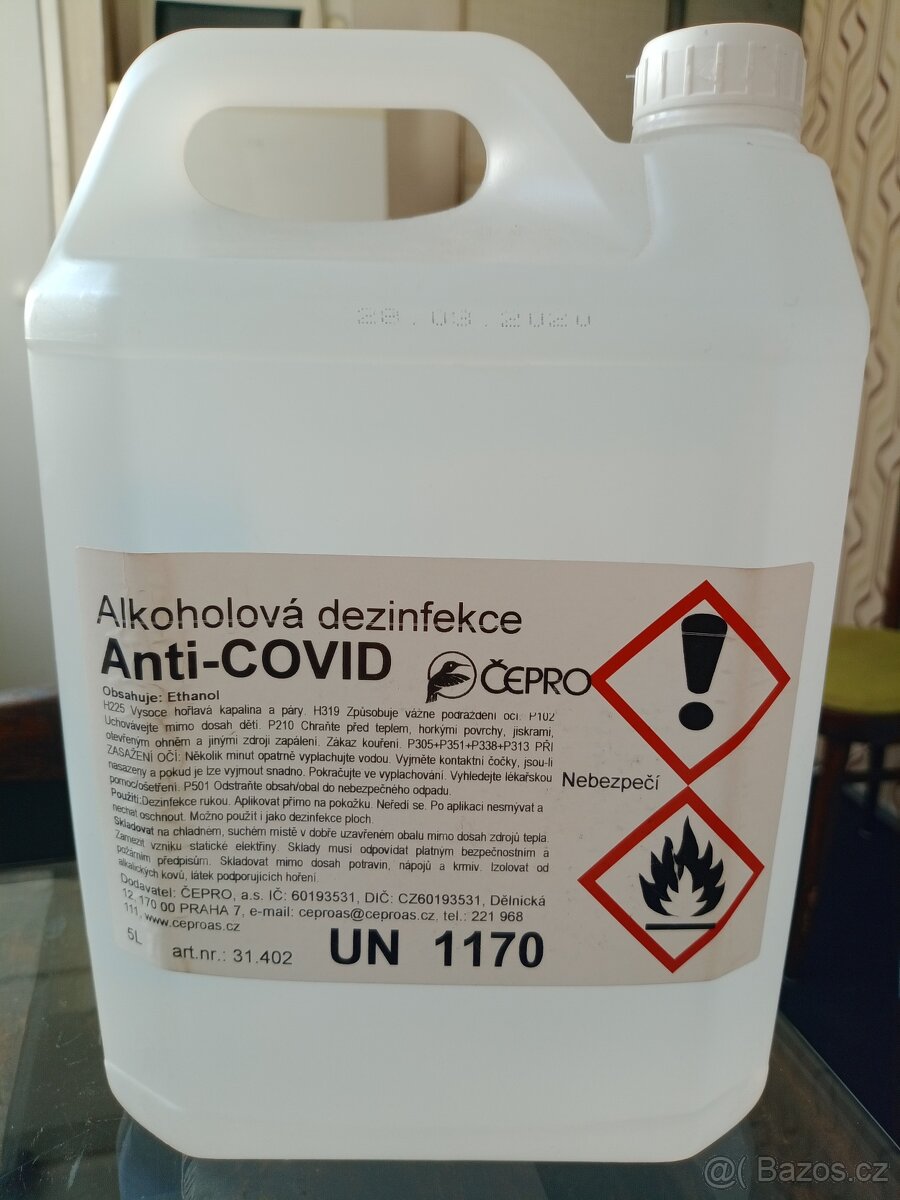 28.03.2020
Alkoholová dezinfekce
Anti-COVID
ČEPRO
Obsahuje: Ethanol
H225 Vysoce hořlavá kapalina a páry. H319 Způsobuje vážné podráždění očí. P102
Uchovávejte mimo dosah dětí. P210 Chraňte před teplem, horkými povrchy, jiskrami,
otevřeným ohněm a jinými zdroji zapálení. Zákaz kouření. P305+P351+P338+P313 PŘI
ZASAŽENÍ OČÍ: Několik minut opatrně vyplachujte vodou. Vyjměte kontaktní čočky, jsou-li
nasazeny a pokud je lze vyjmout snadno. Pokračujte ve vyplachování. Vyhledejte lékařskou
pomoc/ošetření. P501 Odstraňte obsah/obal do nebezpečného odpadu.
Použití:Dezinfekce rukou. Aplikovat přímo na pokožku. Neředí se. Po aplikaci nesmývat a
nechat oschnout. Možno použít i jako dezinfekce ploch.
Skladovat na chladném, suchém místě v dobře uzavřeném obalu mimo dosah zdrojů tepla.
Zamezit vzniku statické elektřiny. Sklady musí odpovídat platným bezpečnostním a
požárním předpisům. Skladovat mimo dosah potravin, nápojů a krmiv. Izolovat od
alkalických kovů, látek podporujících hoření.
Dodavatel: ČEPRO, a.s. IČ: 60193531, DIČ: CZ60193531, Dělnická
12, 170 00 PRAHA 7, e-mail: ceproas@ceproas.cz, tel.: 221 968
111, www.ceproas.cz
Nebezpečí
5L art.nr.: 31.402 UN 1170
@( Bazos.cz